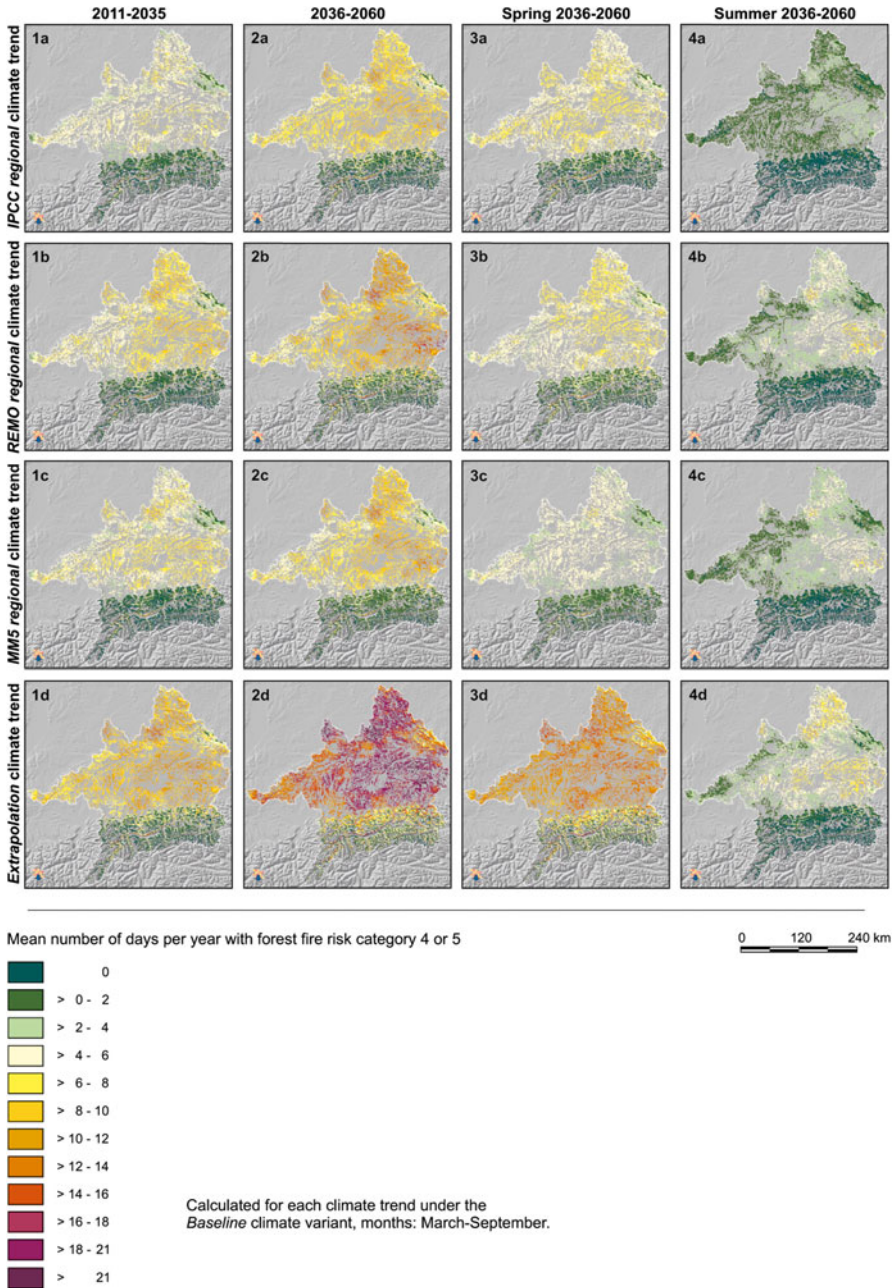 2011-2035 2036-2060 Spring 2036-2060 Summer 2036-2060
IPCC regional climate trend
1a 2a 3a 4a
REMO regional climate trend
1b 2b 3b 4b
MM5 regional climate trend
1c 2c 3c 4c
Extrapolation climate trend
1d 2d 3d 4d
Mean number of days per year with forest fire risk category 4 or 5
0 120 240 km
0
> 0 - 2
> 2 - 4
> 4 - 6
> 6 - 8
> 8 - 10
> 10 - 12
> 12 - 14
> 14 - 16
> 16 - 18
> 18 - 21
> 21
Calculated for each climate trend under the
Baseline climate variant, months: March-September.